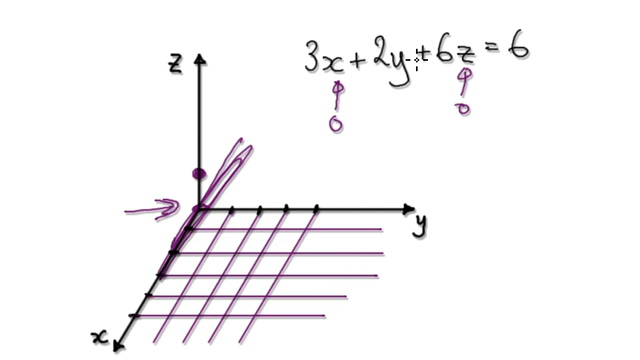 3x + 2y + 6z = 6
0 0
z
y
x